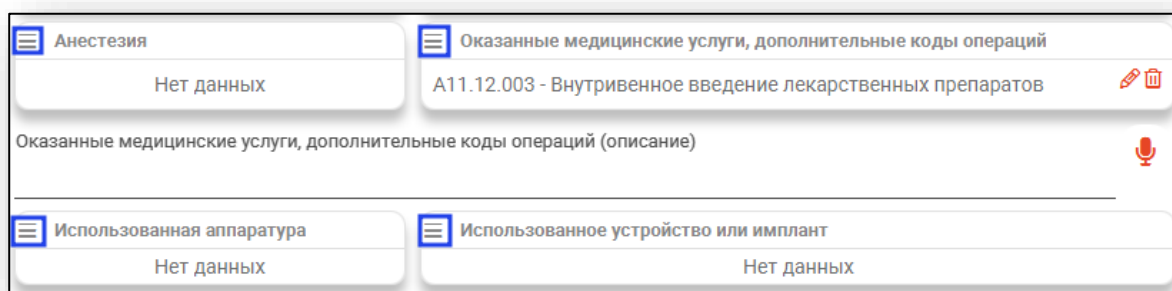 Анестезия
Оказанные медицинские услуги, дополнительные коды операций
Нет данных
A11.12.003 - Внутривенное введение лекарственных препаратов
Оказанные медицинские услуги, дополнительные коды операций (описание)
Использованная аппаратура
Использованное устройство или имплант
Нет данных
Нет данных